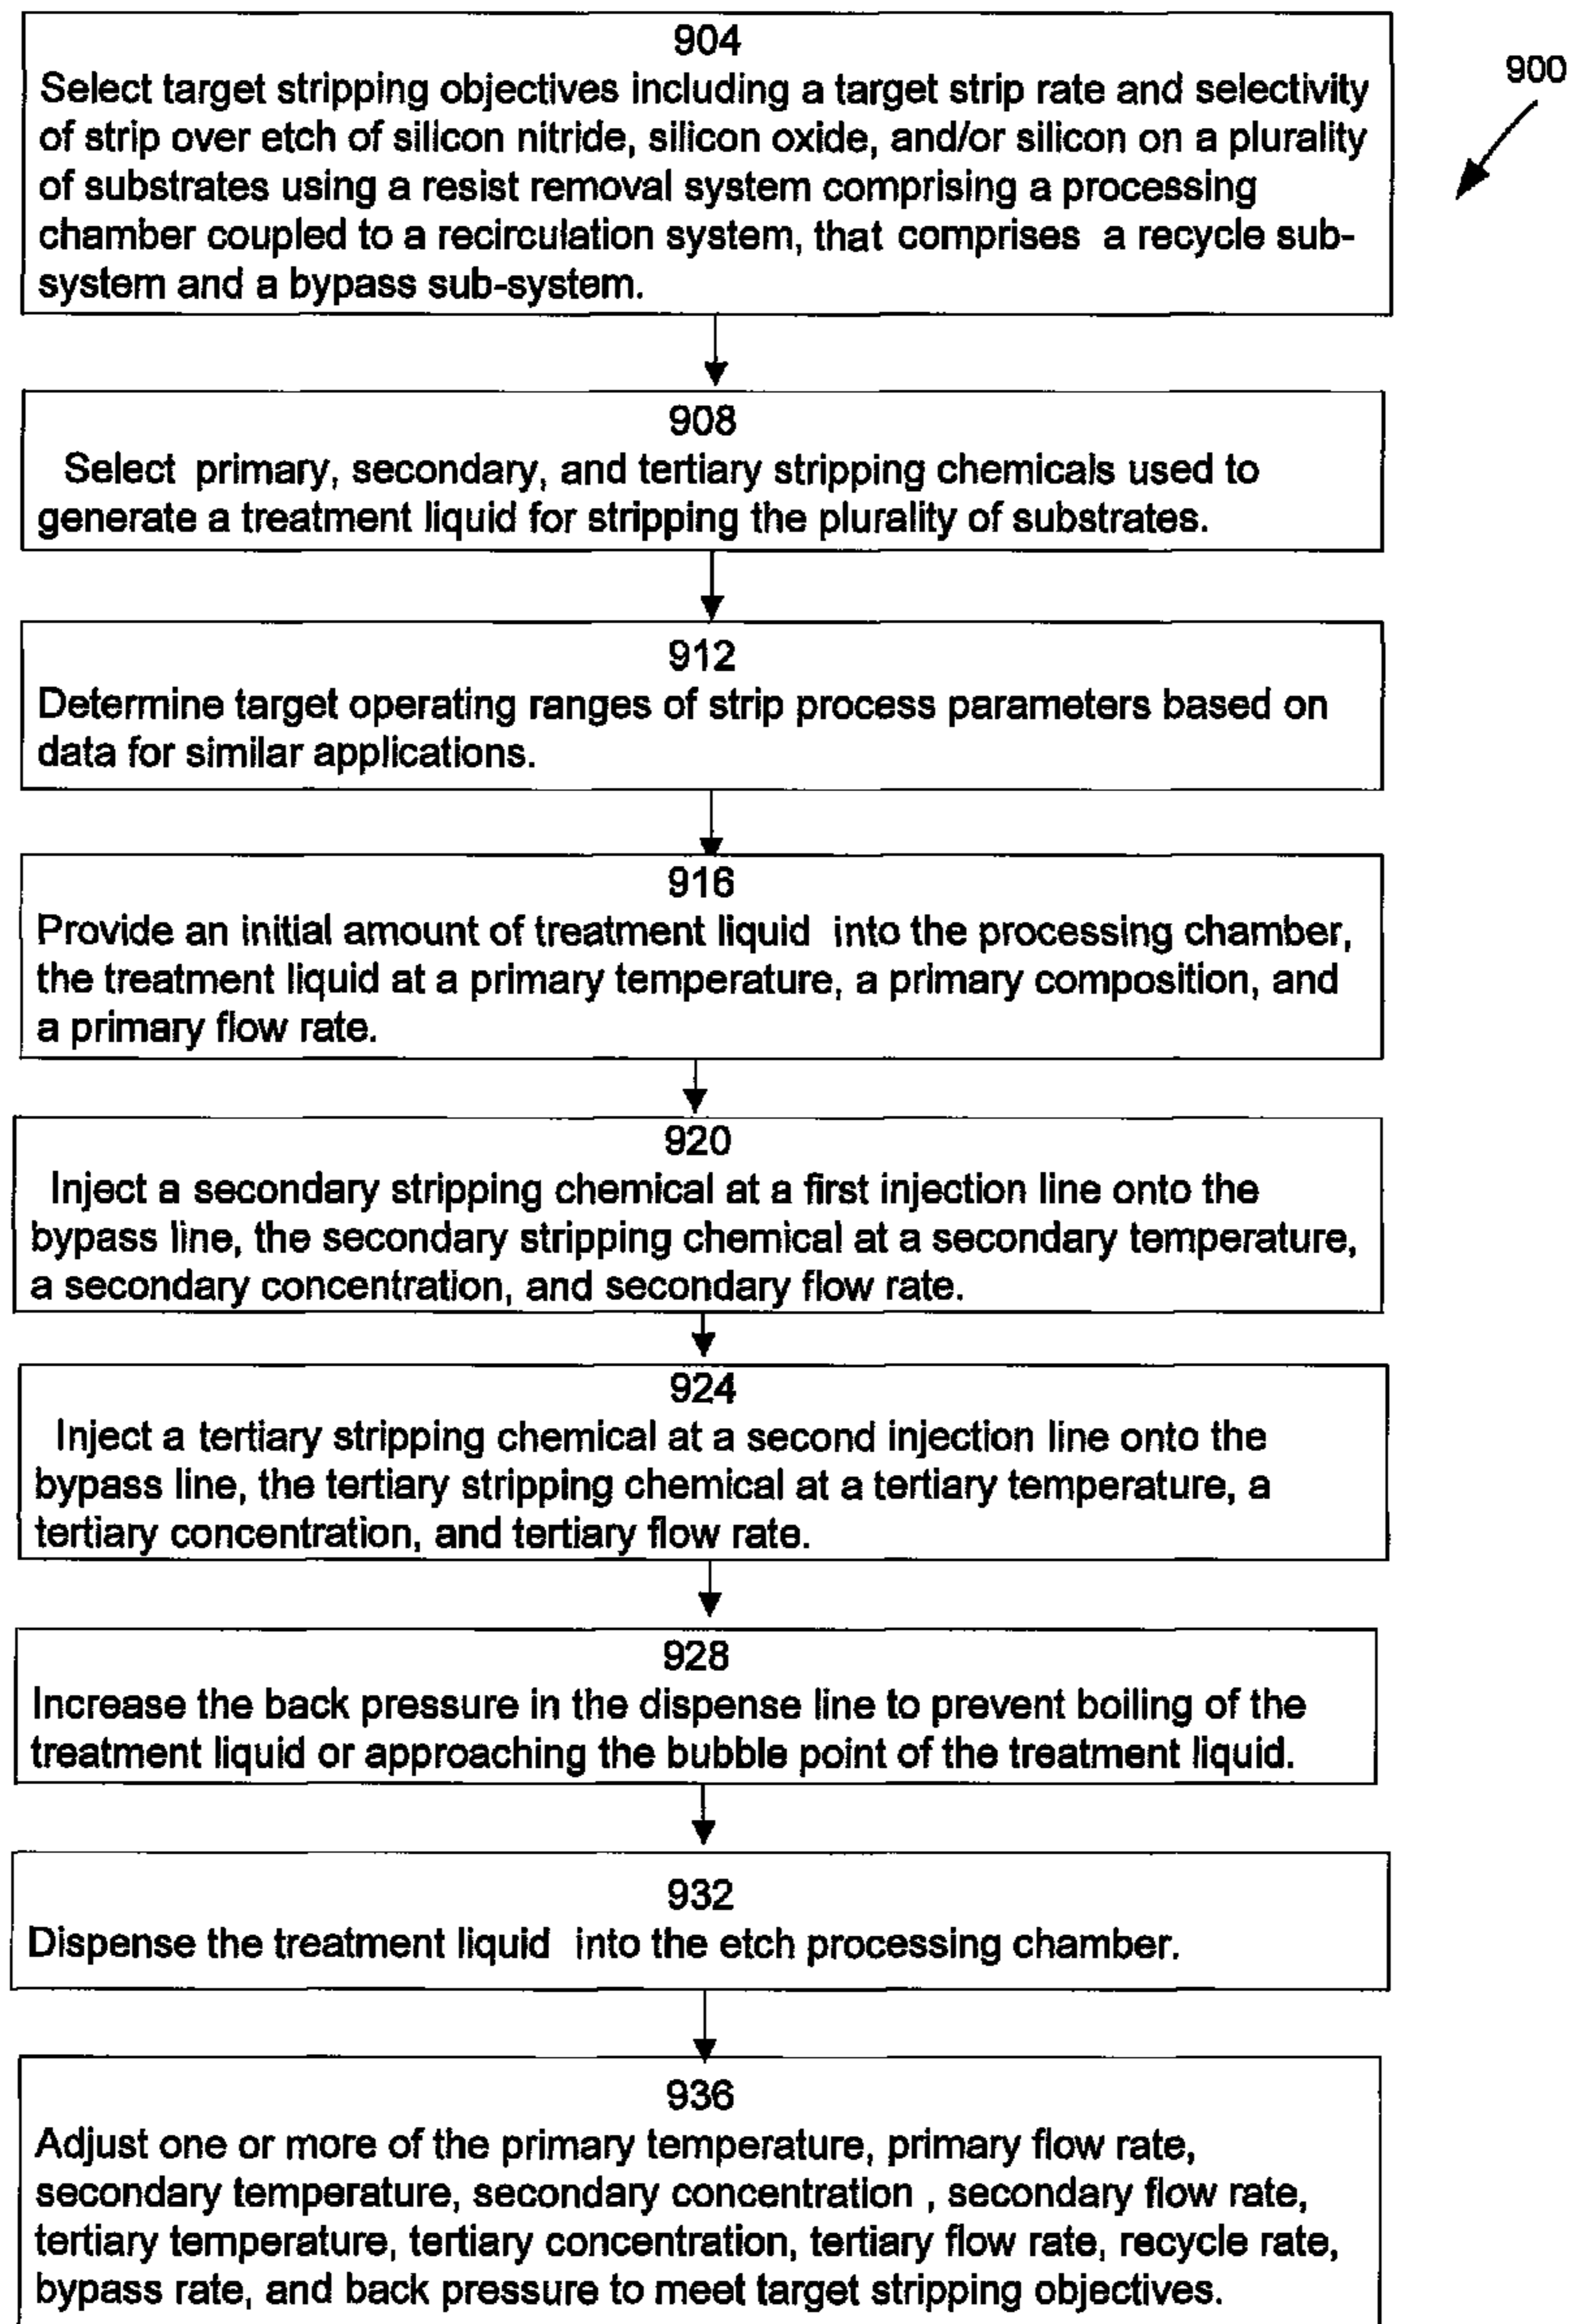 904
900
Select target stripping objectives including a target strip rate and selectivity
of strip over etch of silicon nitride, silicon oxide, and/or silicon on a plurality
of substrates using a resist removal system comprising a processing
chamber coupled to a recirculation system, that comprises a recycle sub-
system and a bypass sub-system.
908
Select primary, secondary, and tertiary stripping chemicals used to
generate a treatment liquid for stripping the plurality of substrates.
912
Determine target operating ranges of strip process parameters based on
data for similar applications.
916
Provide an initial amount of treatment liquid into the processing chamber,
the treatment liquid at a primary temperature, a primary composition, and
a primary flow rate.
920
Inject a secondary stripping chemical at a first injection line onto the
bypass line, the secondary stripping chemical at a secondary temperature,
a secondary concentration, and secondary flow rate.
924
Inject a tertiary stripping chemical at a second injection line onto the
bypass line, the tertiary stripping chemical at a tertiary temperature, a
tertiary concentration, and tertiary flow rate.
928
Increase the back pressure in the dispense line to prevent boiling of the
treatment liquid or approaching the bubble point of the treatment liquid.
932
Dispense the treatment liquid into the etch processing chamber.
936
Adjust one or more of the primary temperature, primary flow rate,
secondary temperature, secondary concentration , secondary flow rate,
tertiary temperature, tertiary concentration, tertiary flow rate, recycle rate,
bypass rate, and back pressure to meet target stripping objectives.